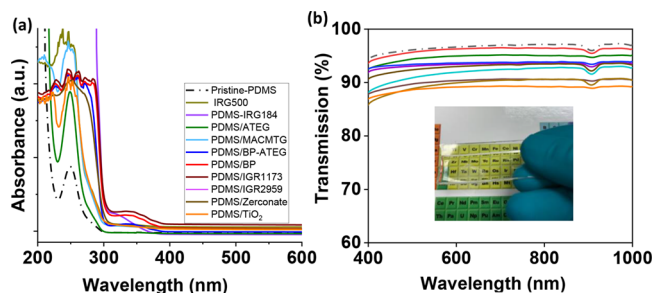 (a)
Absorbance (a.u.)
Pristine-PDMS
IRG500
PDMS-IRG184
PDMS/ATEG
PDMS/MACMTG
PDMS/BP-ATEG
PDMS/BP
PDMS/IGR1173
PDMS/IGR2959
PDMS/Zerconate
PDMS/TiO2
200 300 400 500 600
Wavelength (nm)
(b)
Transmission (%)
100
90
80
70
60
400 600 800 1000
Wavelength (nm)